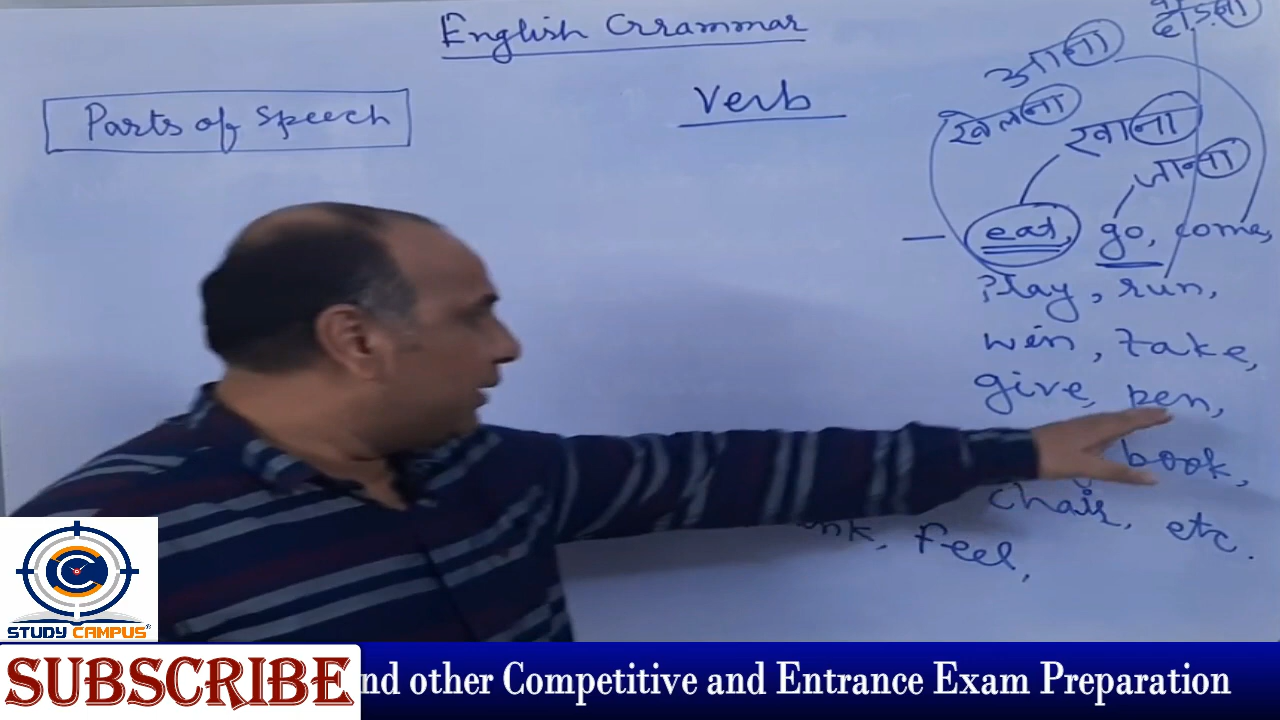 English Grammar
Parts of Speech
Verb
दौड़ना
आना
खेलना
खाना
जाना
eat, go, come,
Play, run,
win, take,
give, pen,
book,
chair, etc.
Feel,
STUDY CAMPUS
SUBSCRIBE
and other Competitive and Entrance Exam Preparation